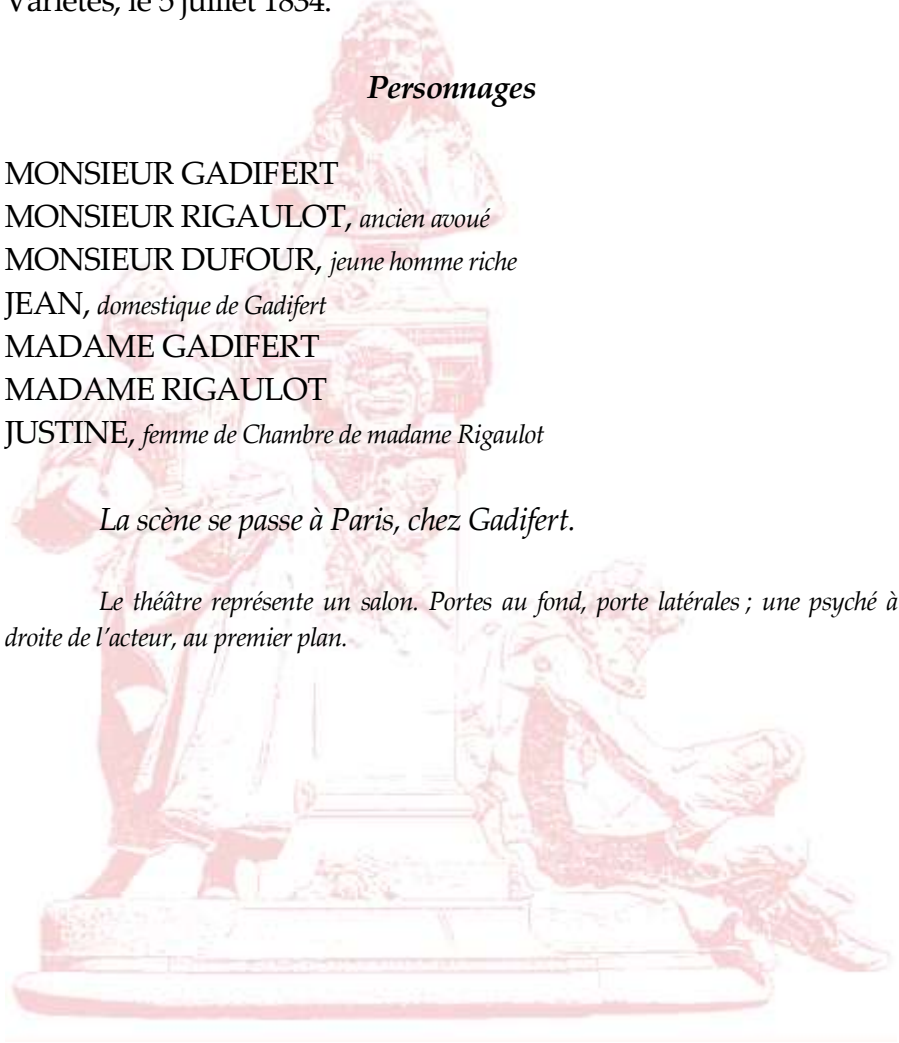 Variétés, le 5 juillet 1834.
Personnages
MONSIEUR GADIFERT
MONSIEUR RIGAULOT, ancien avoué
MONSIEUR DUFOUR, jeune homme riche
JEAN, domestique de Gadifert
MADAME GADIFERT
MADAME RIGAULOT
JUSTINE, femme de Chambre de madame Rigaulot
La scène se passe à Paris, chez Gadifert.
Le théâtre représente un salon. Portes au fond, porte latérales ; une psyché à
droite de l’acteur, au premier plan.